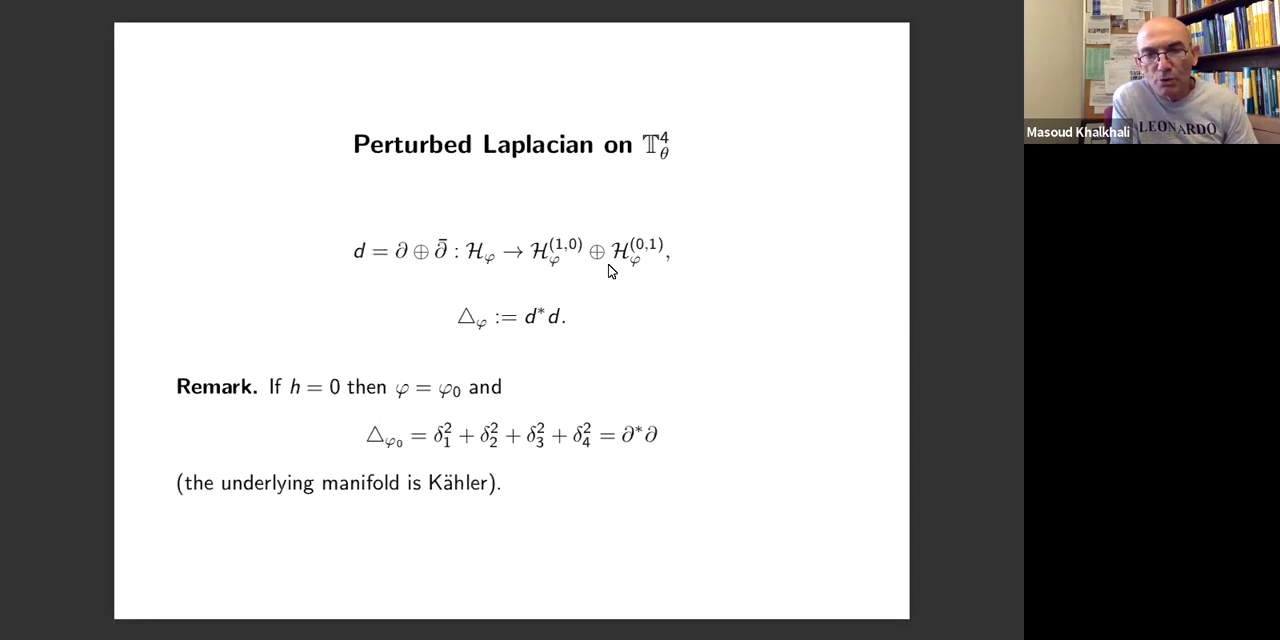 Perturbed Laplacian on 𝕋⁴_θ
d = ∂ ⊕ ∂̄ : ℋ_φ → ℋ_φ^(1,0) ⊕ ℋ_φ^(0,1),
△_φ := d*d.
Remark. If h = 0 then φ = φ₀ and
△_φ₀ = δ₁² + δ₂² + δ₃² + δ₄² = ∂*∂
(the underlying manifold is Kähler).
Masoud Khalkhali
LEONARDO